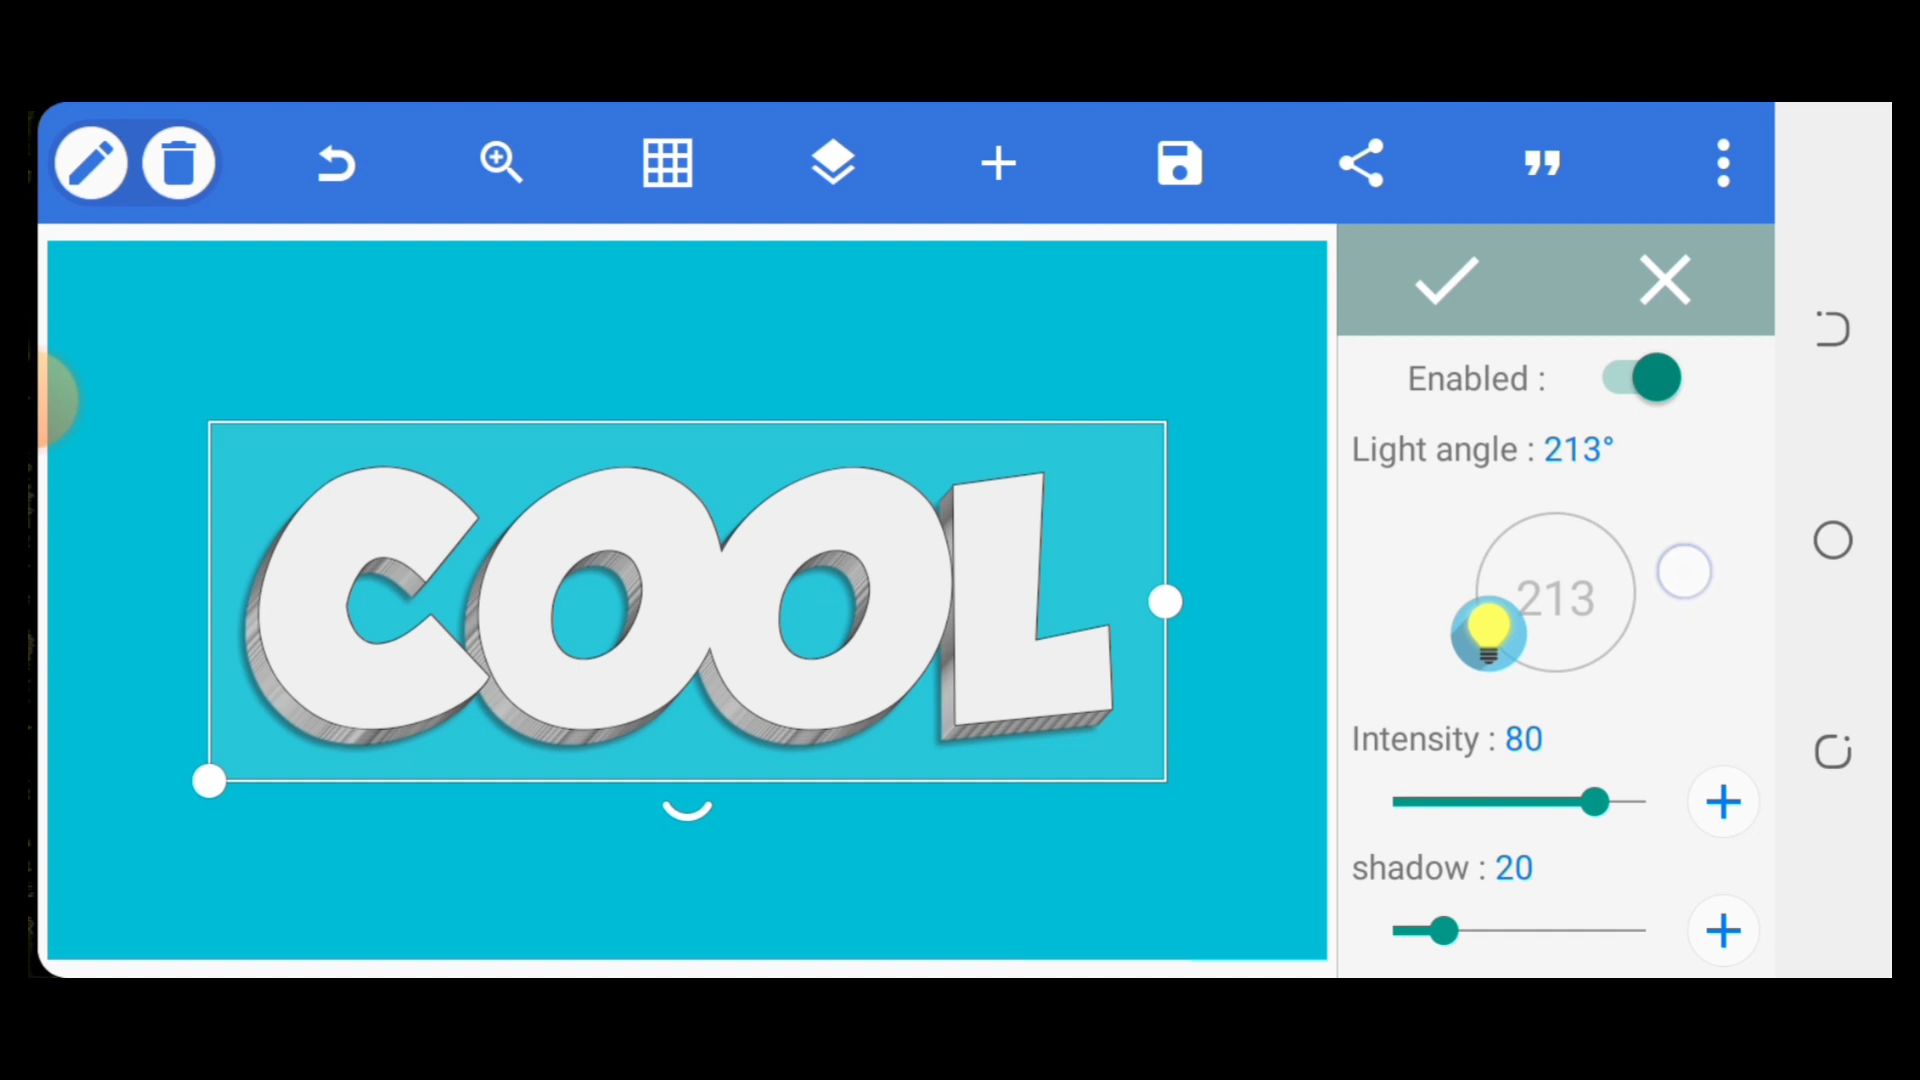 COOL
Enabled :
Light angle : 213°
213
Intensity : 80
shadow : 20